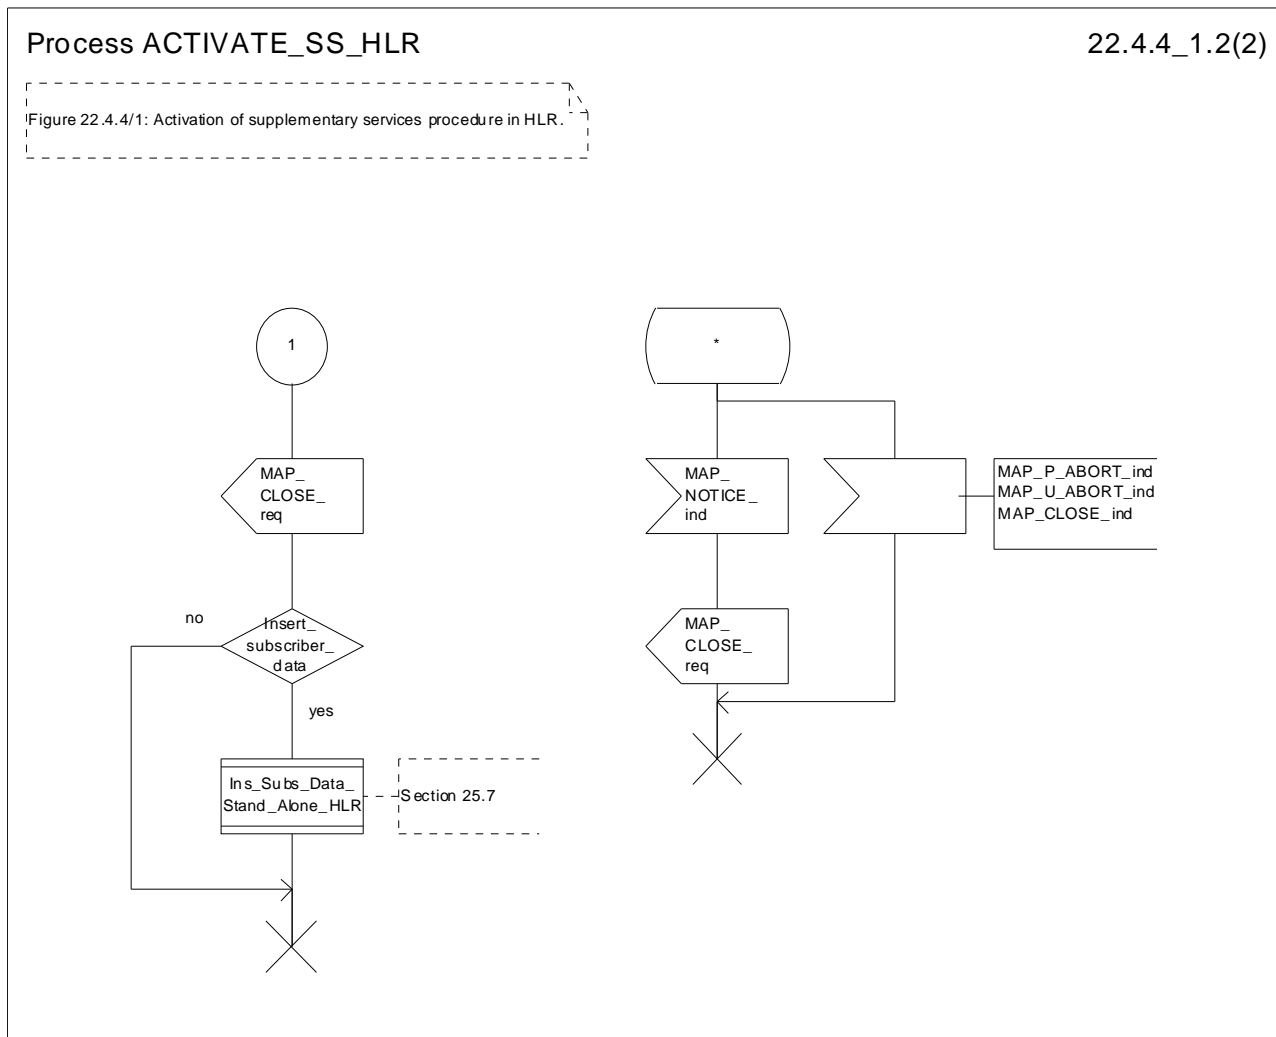 Process ACTIVATE_SS_HLR
22.4.4_1.2(2)
Figure 22.4.4/1: Activation of supplementary services procedure in HLR.
1
*
MAP_
CLOSE_
req
MAP_
NOTICE_
ind
MAP_P_ABORT_ind
MAP_U_ABORT_ind
MAP_CLOSE_ind
no
Insert_
subscriber_
data
MAP_
CLOSE_
req
yes
Ins_Subs_Data_
Stand_Alone_HLR
Section 25.7